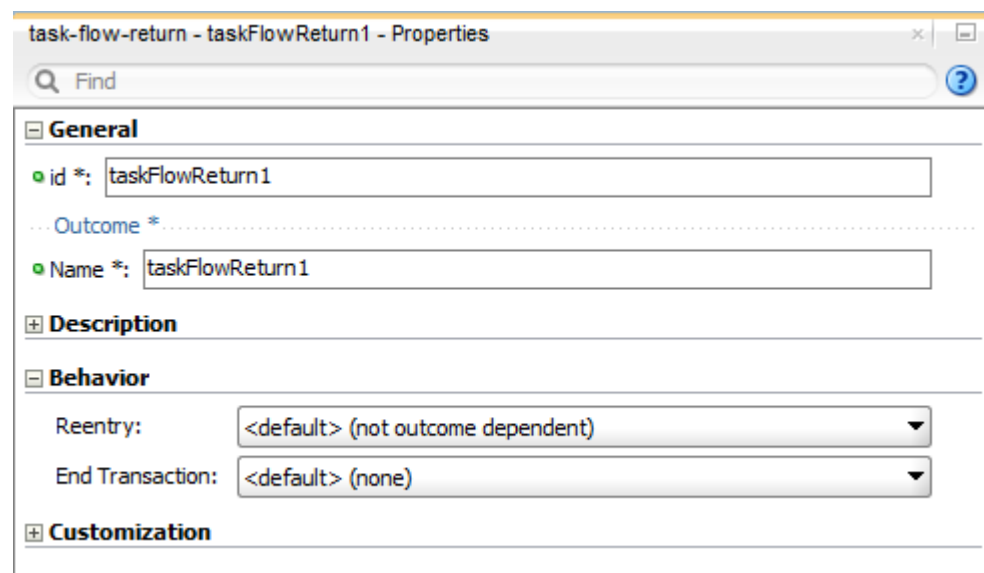 task-flow-return - taskFlowReturn1 - Properties
Find
General
id *: taskFlowReturn1
Outcome *
Name *: taskFlowReturn1
Description
Behavior
Reentry: <default> (not outcome dependent)
End Transaction: <default> (none)
Customization